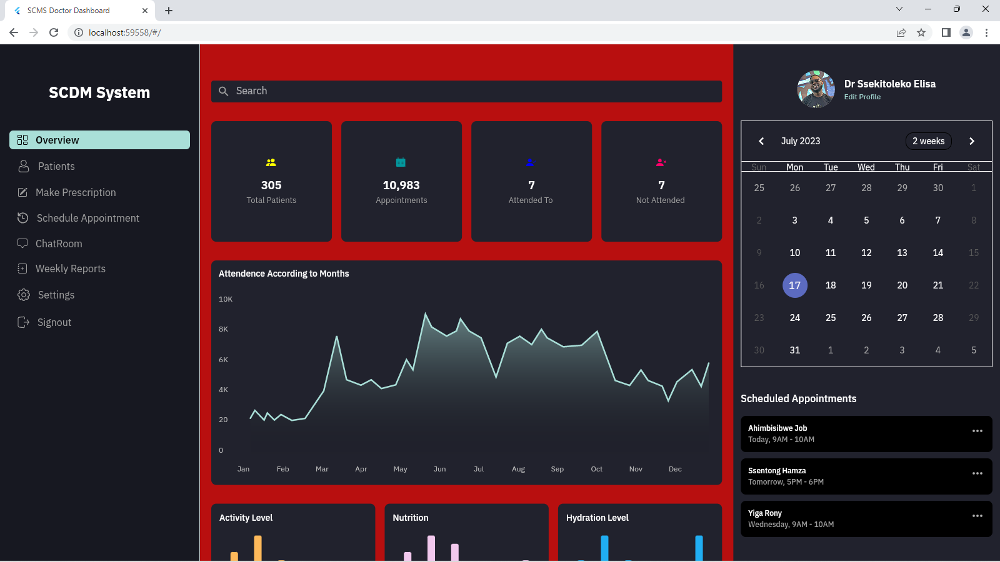 SCMS Doctor Dashboard
localhost:59558/#/
SCDM System
Overview
Patients
Make Prescription
Schedule Appointment
ChatRoom
Weekly Reports
Settings
Signout
Search
305
Total Patients
10,983
Appointments
7
Attended To
7
Not Attended
Attendence According to Months
10K
8K
6K
4K
20
0
Jan Feb Mar Apr May Jun Jul Aug Sep Oct Nov Dec
Activity Level
Nutrition
Hydration Level
Dr Ssekitoleko Elisa
Edit Profile
July 2023 2 weeks
Sun Mon Tue Wed Thu Fri Sat
25 26 27 28 29 30 1
2 3 4 5 6 7 8
9 10 11 12 13 14 15
16 17 18 19 20 21 22
23 24 25 26 27 28 29
30 31 1 2 3 4 5
Scheduled Appointments
Ahimbisibwe Job
Today, 9AM - 10AM
Ssentong Hamza
Tomorrow, 5PM - 6PM
Yiga Rony
Wednesday, 9AM - 10AM